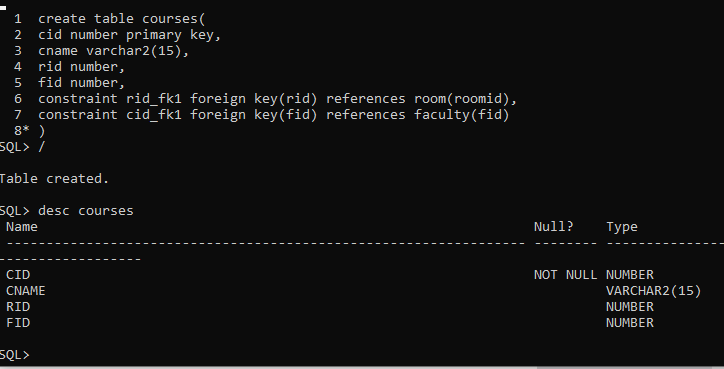 1 create table courses(
2 cid number primary key,
3 cname varchar2(15),
4 rid number,
5 fid number,
6 constraint rid_fk1 foreign key(rid) references room(roomid),
7 constraint cid_fk1 foreign key(fid) references faculty(fid)
8* )
SQL> /
Table created.
SQL> desc courses
Name Null? Type
----------------------------------------------------------------- -------- ---------------
------------------
CID NOT NULL NUMBER
CNAME VARCHAR2(15)
RID NUMBER
FID NUMBER
SQL>